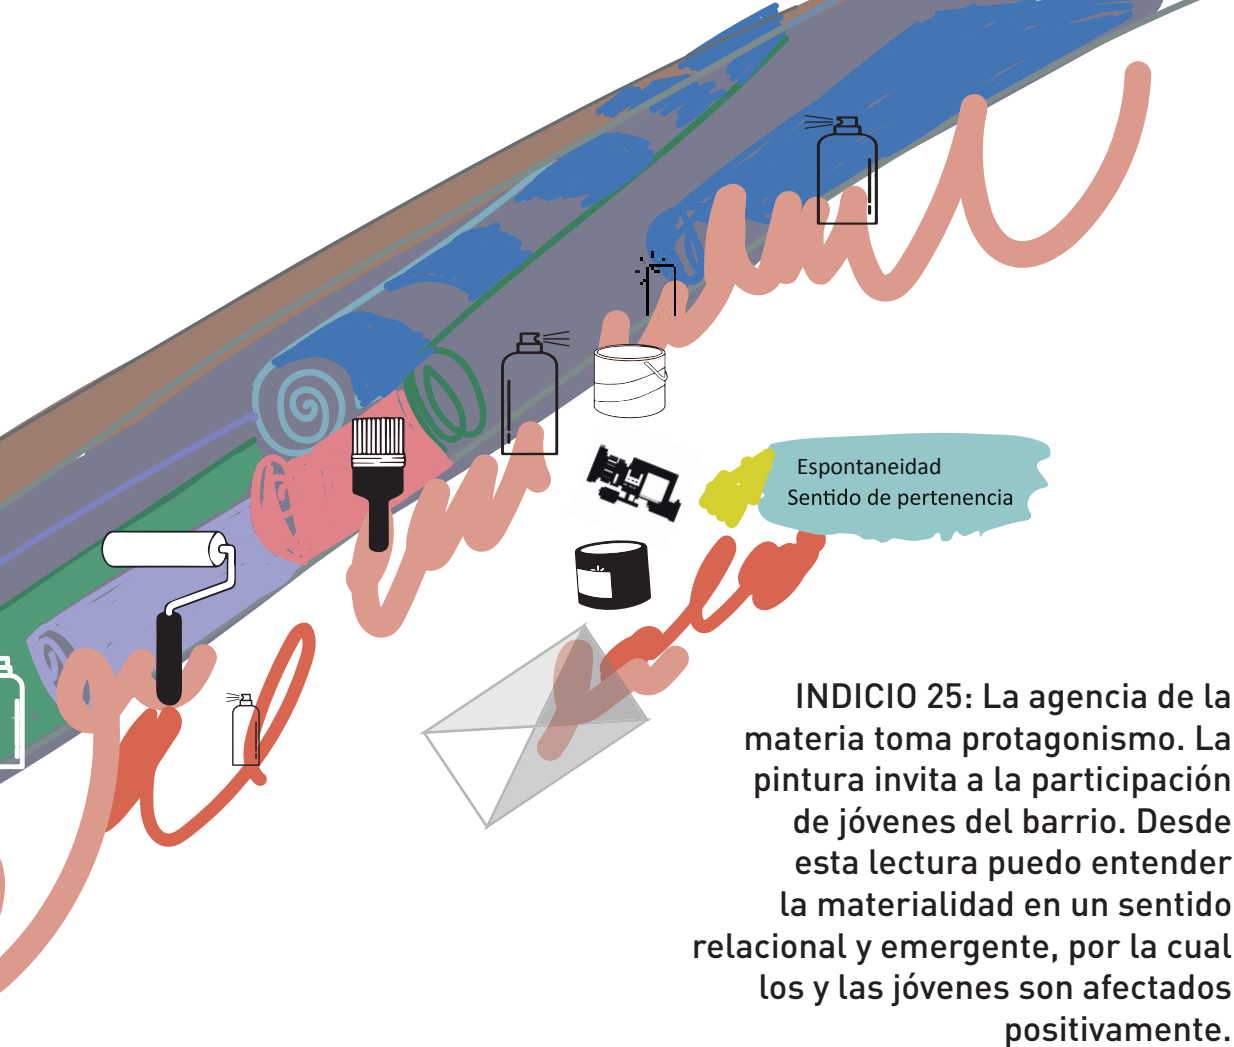 Espontaneidad
Sentido de pertenencia
INDICIO 25: La agencia de la
materia toma protagonismo. La
pintura invita a la participación
de jóvenes del barrio. Desde
esta lectura puedo entender
la materialidad en un sentido
relacional y emergente, por la cual
los y las jóvenes son afectados
positivamente.